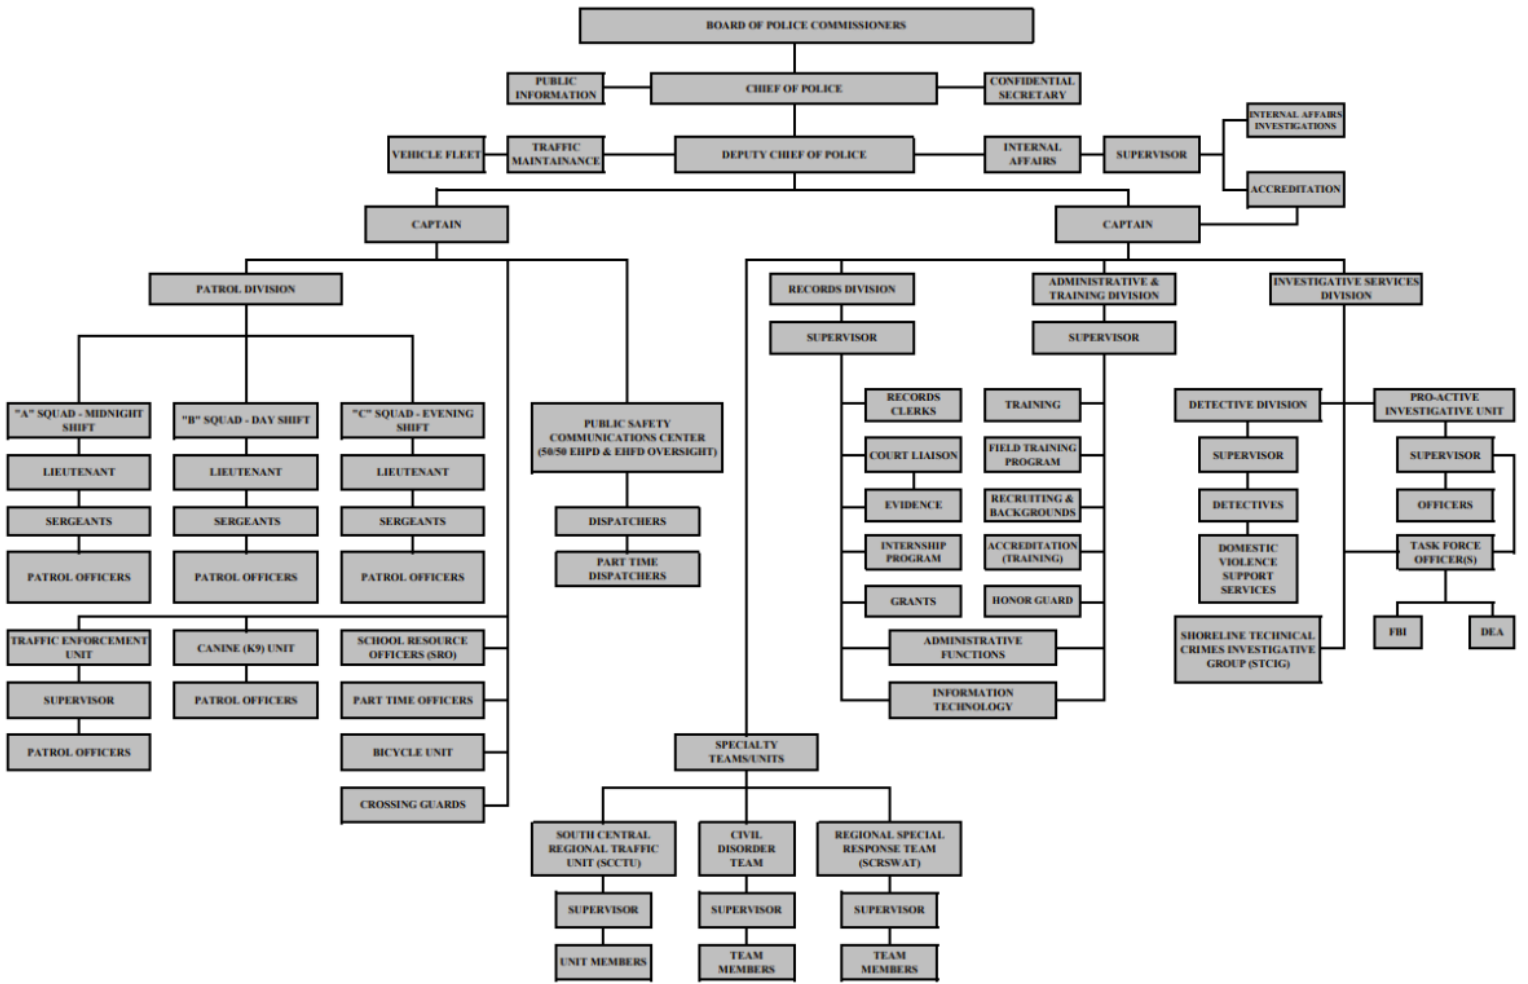 BOARD OF POLICE COMMISSIONERS
PUBLIC
INFORMATION
CHIEF OF POLICE
CONFIDENTIAL
SECRETARY
INTERNAL AFFAIRS
INVESTIGATIONS
VEHICLE FLEET
TRAFFIC
MAINTAINANCE
DEPUTY CHIEF OF POLICE
INTERNAL
AFFAIRS
SUPERVISOR
ACCREDITATION
CAPTAIN
CAPTAIN
PATROL DIVISION
RECORDS DIVISION
ADMINISTRATIVE &
TRAINING DIVISION
INVESTIGATIVE SERVICES
DIVISION
SUPERVISOR
SUPERVISOR
"A" SQUAD - MIDNIGHT
SHIFT
"B" SQUAD - DAY SHIFT
"C" SQUAD - EVENING
SHIFT
PUBLIC SAFETY
COMMUNICATIONS CENTER
(50/50 EHPD & EHFD OVERSIGHT)
RECORDS
CLERKS
TRAINING
DETECTIVE DIVISION
PRO-ACTIVE
INVESTIGATIVE UNIT
LIEUTENANT
LIEUTENANT
LIEUTENANT
COURT LIAISON
FIELD TRAINING
PROGRAM
SUPERVISOR
SUPERVISOR
SERGEANTS
SERGEANTS
SERGEANTS
DISPATCHERS
EVIDENCE
RECRUITING &
BACKGROUNDS
DETECTIVES
OFFICERS
PATROL OFFICERS
PATROL OFFICERS
PATROL OFFICERS
PART TIME
DISPATCHERS
INTERNSHIP
PROGRAM
ACCREDITATION
(TRAINING)
DOMESTIC
VIOLENCE
SUPPORT
SERVICES
TASK FORCE
OFFICER(S)
GRANTS
HONOR GUARD
TRAFFIC ENFORCEMENT
UNIT
CANINE (K9) UNIT
SCHOOL RESOURCE
OFFICERS (SRO)
ADMINISTRATIVE
FUNCTIONS
SHORELINE TECHNICAL
CRIMES INVESTIGATIVE
GROUP (STCIG)
FBI
DEA
SUPERVISOR
PATROL OFFICERS
PART TIME OFFICERS
INFORMATION
TECHNOLOGY
PATROL OFFICERS
BICYCLE UNIT
SPECIALTY
TEAMS/UNITS
CROSSING GUARDS
SOUTH CENTRAL
REGIONAL TRAFFIC
UNIT (SCCTU)
CIVIL
DISORDER
TEAM
REGIONAL SPECIAL
RESPONSE TEAM
(SCRSWAT)
SUPERVISOR
SUPERVISOR
SUPERVISOR
UNIT MEMBERS
TEAM
MEMBERS
TEAM
MEMBERS